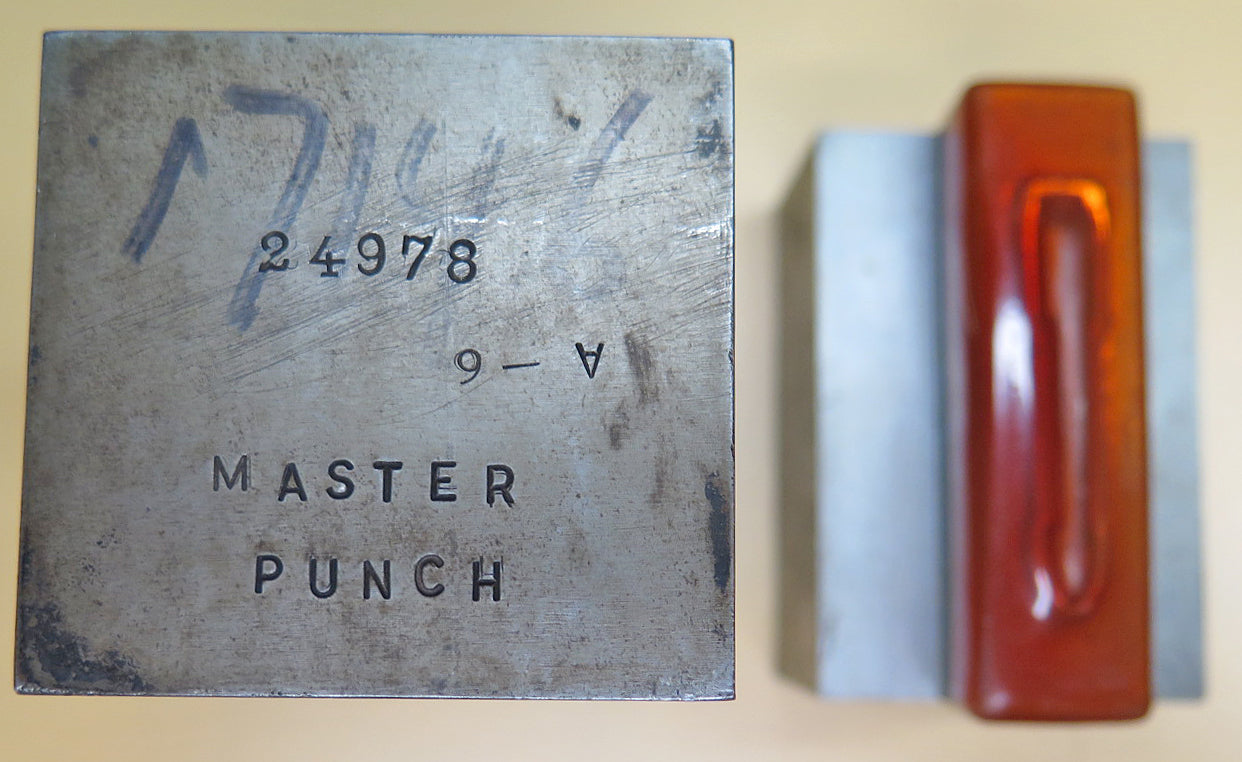 24978
A-6
MASTER
PUNCH